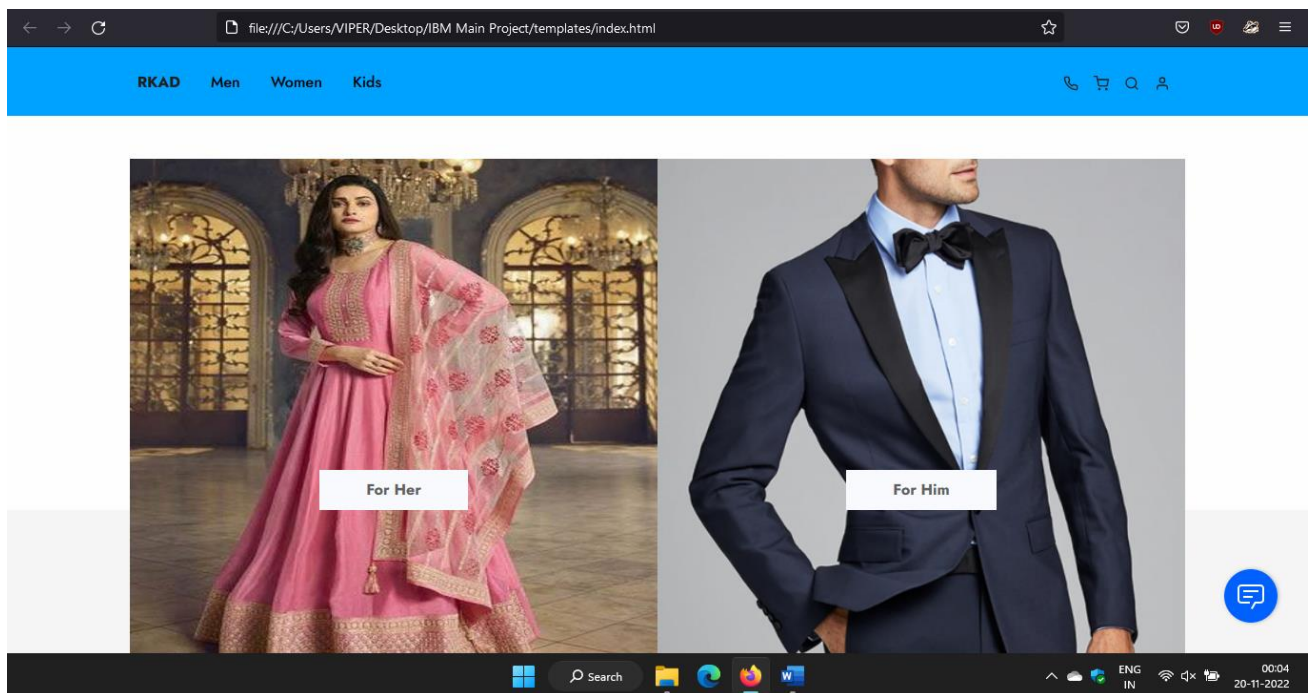 file:///C:/Users/VIPER/Desktop/IBM Main Project/templates/index.html
RKAD Men Women Kids
For Her For Him
Search
ENG
IN
00:04
20-11-2022